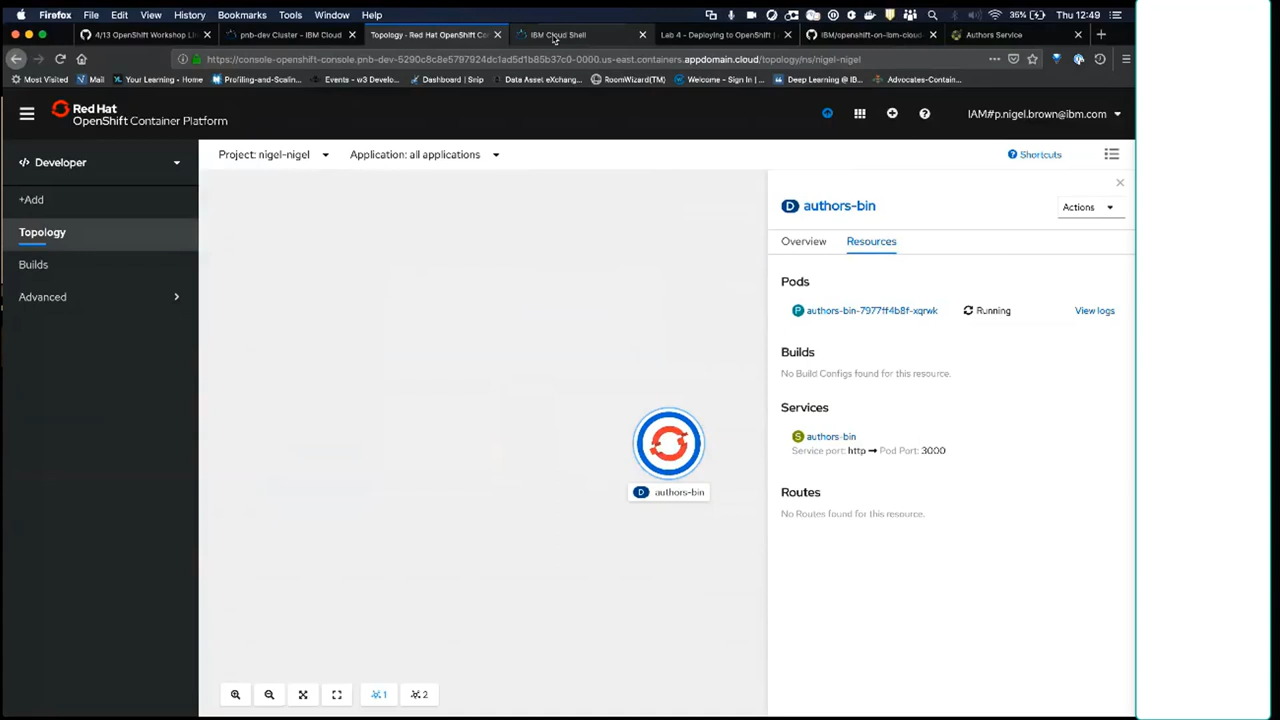 Firefox File Edit View History Bookmarks Tools Window Help 36% Thu 12:49
4/13 OpenShift Workshop Li
pnb-dev Cluster - IBM Cloud
Topology - Red Hat OpenShift Co
IBM Cloud Shell
Lab 4 - Deploying to OpenShift |
IBM/openshift-on-ibm-cloud-
Authors Service
https://console-openshift-console.pnb-dev-5290c8c8e5797924dc1ad5d1b85b37c0-0000.us-east.containers.appdomain.cloud/topology/ns/nigel-nigel
Most Visited Mail Your Learning - Home Profiling-and-Scalin... Events - w3 Develo... Dashboard | Snip Data Asset eXchang... RoomWizard(TM) Welcome - Sign In | ... Deep Learning @ IB... Advocates-Contain...
Red Hat
OpenShift Container Platform
IAM#p.nigel.brown@ibm.com
Developer
Project: nigel-nigel
Application: all applications
Shortcuts
+Add
Topology
Builds
Advanced
D authors-bin
Actions
Overview
Resources
Pods
P authors-bin-7977ff4b8f-xqrwk
Running
View logs
Builds
No Build Configs found for this resource.
Services
S authors-bin
Service port: http → Pod Port: 3000
Routes
No Routes found for this resource.
D authors-bin
1
2